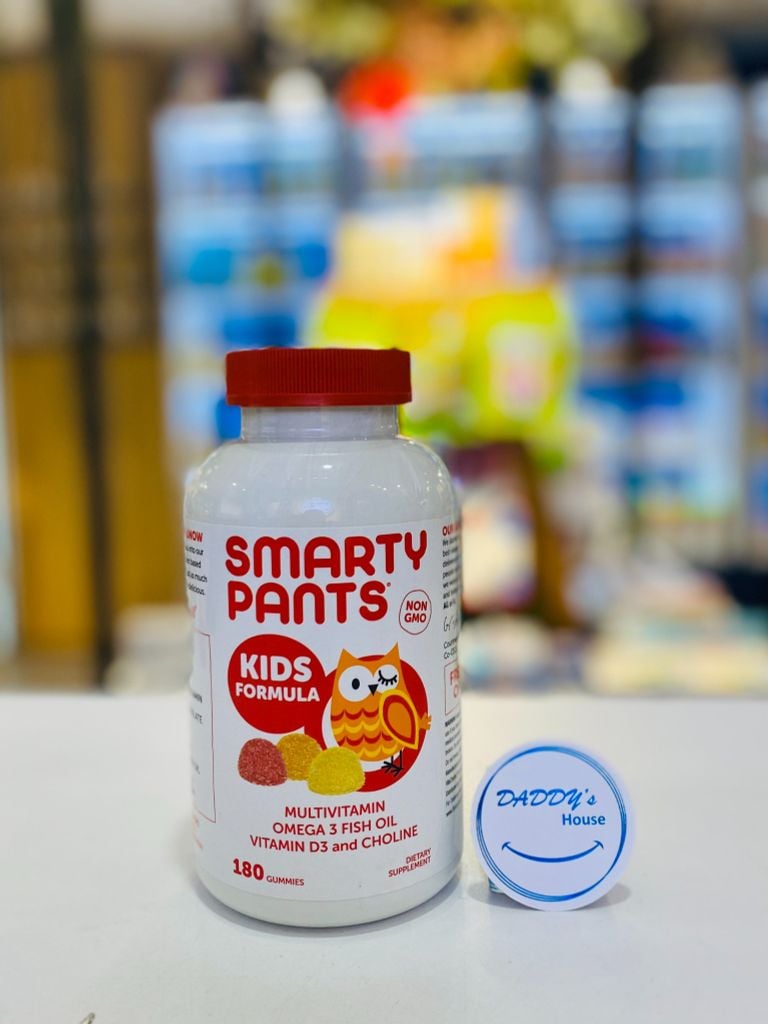 SMARTY
PANTS
NON
GMO
KIDS
FORMULA
MULTIVITAMIN
OMEGA 3 FISH OIL
VITAMIN D3 and CHOLINE
180 GUMMIES
DIETARY
SUPPLEMENT
DADDY's
House